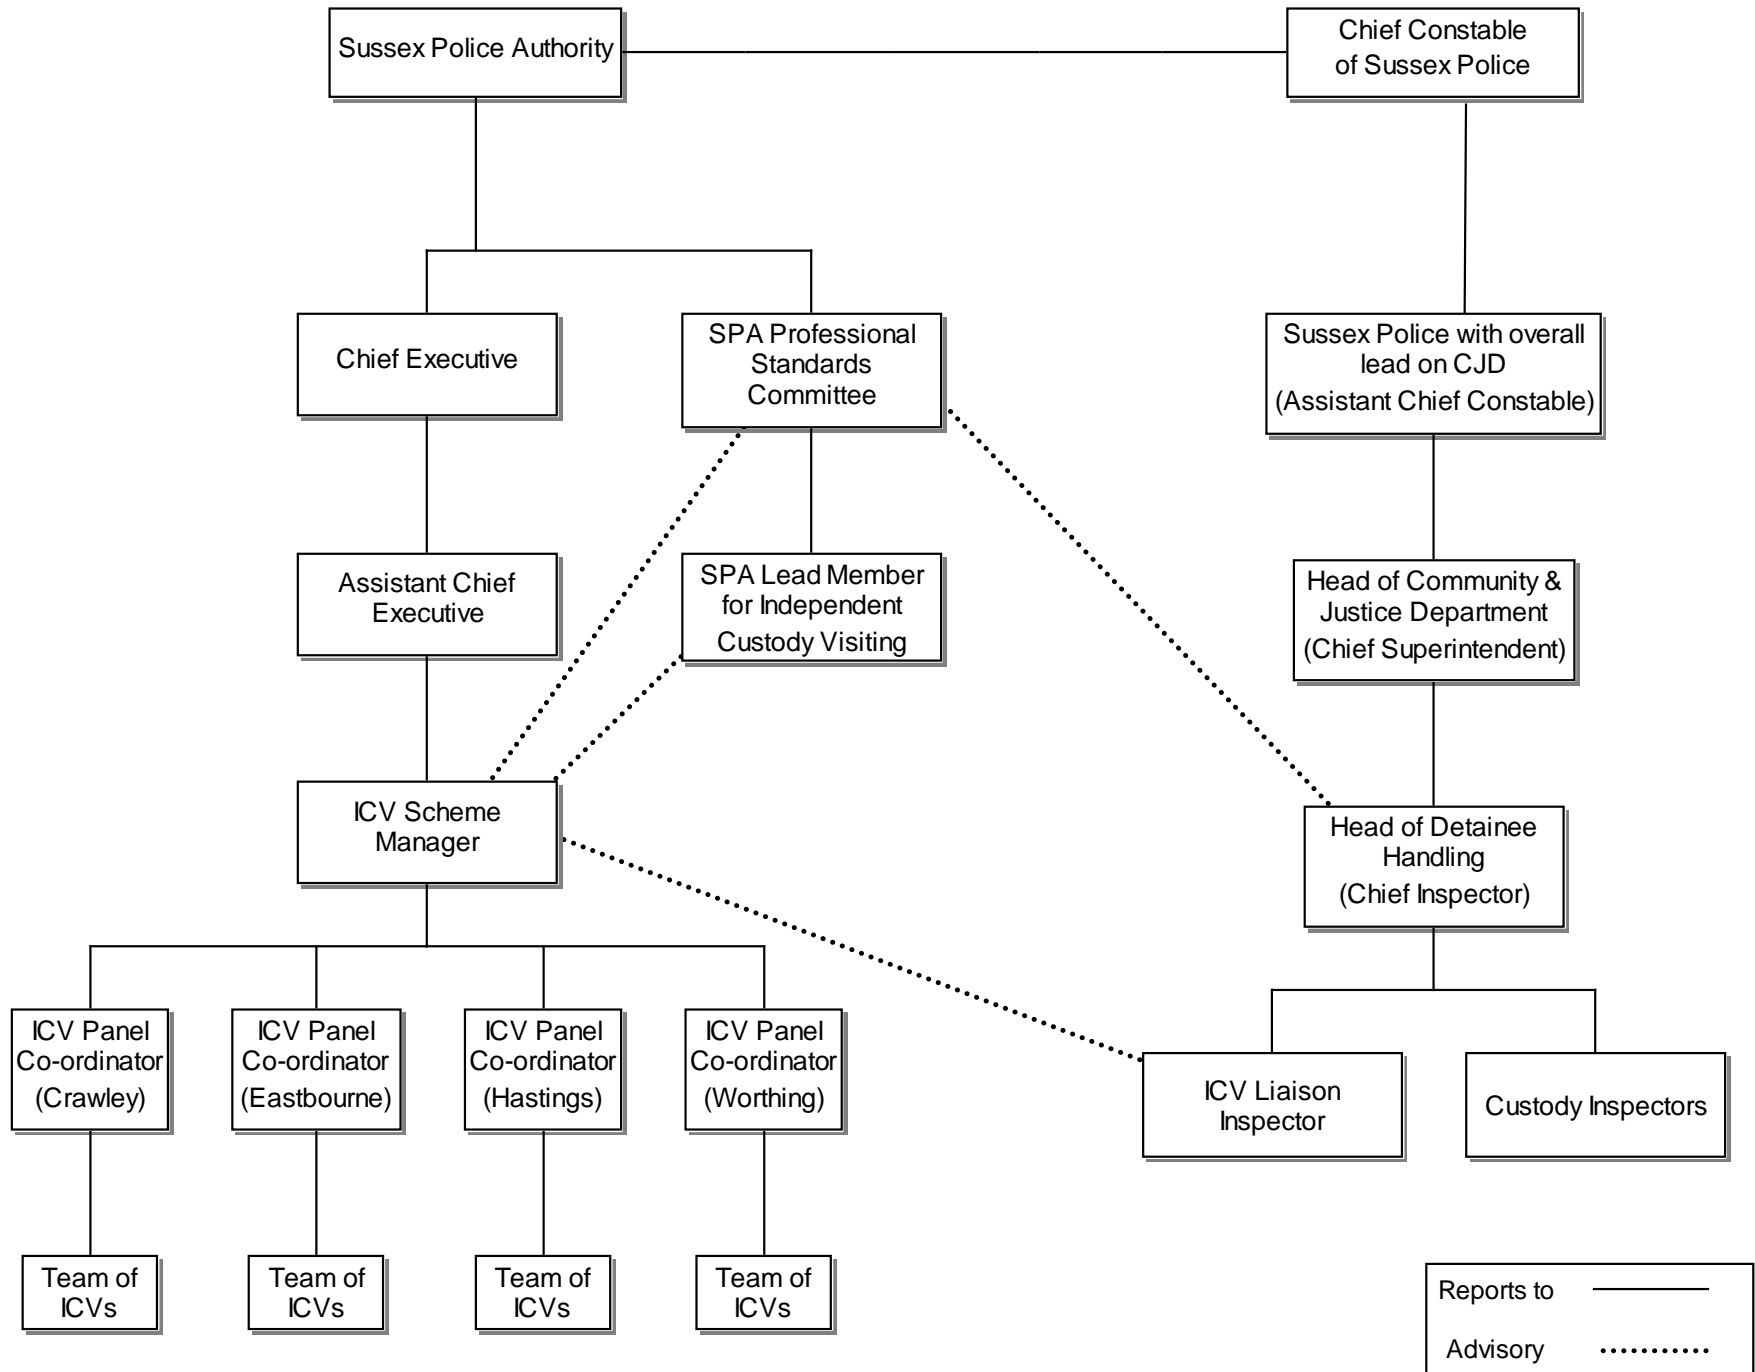 Sussex Police Authority
Chief Constable
of Sussex Police
Chief Executive
SPA Professional
Standards
Committee
Sussex Police with overall
lead on CJD
(Assistant Chief Constable)
Assistant Chief
Executive
SPA Lead Member
for Independent
Custody Visiting
Head of Community &
Justice Department
(Chief Superintendent)
ICV Scheme
Manager
Head of Detainee
Handling
(Chief Inspector)
ICV Panel
Co-ordinator
(Crawley)
ICV Panel
Co-ordinator
(Eastbourne)
ICV Panel
Co-ordinator
(Hastings)
ICV Panel
Co-ordinator
(Worthing)
ICV Liaison
Inspector
Custody Inspectors
Team of
ICVs
Team of
ICVs
Team of
ICVs
Team of
ICVs
Reports to
Advisory